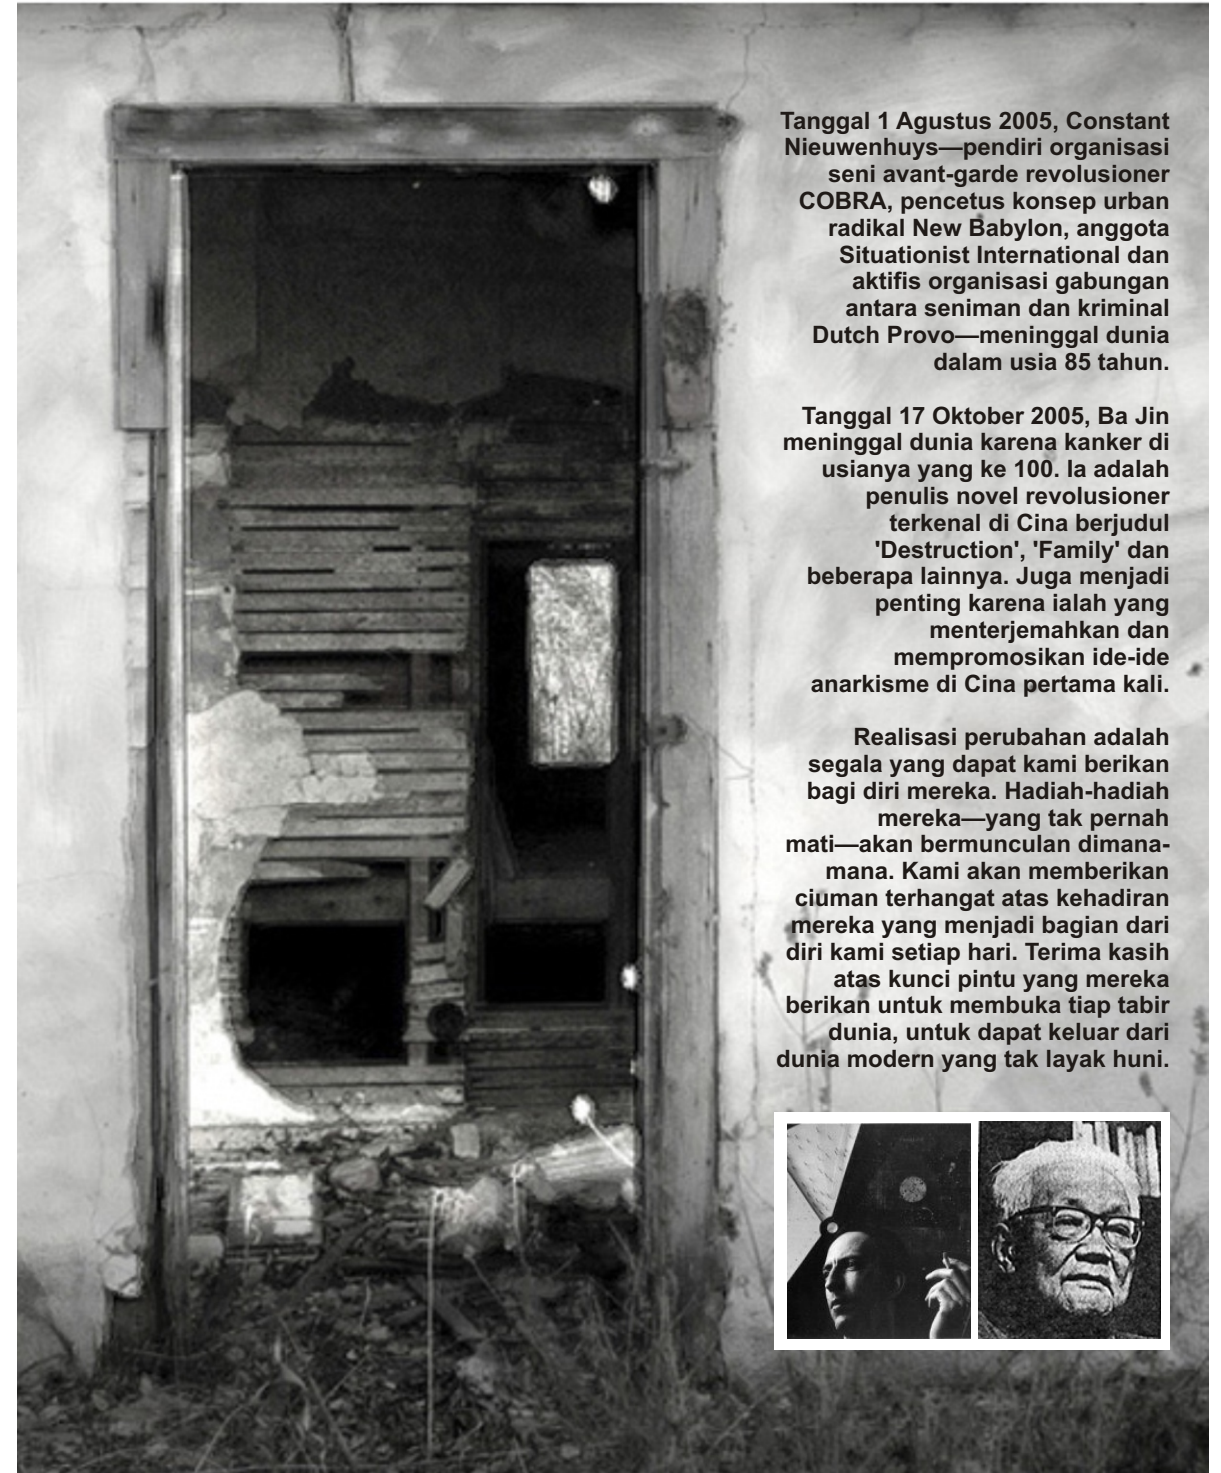 Tanggal 1 Agustus 2005, Constant
Nieuwenhuys—pendiri organisasi
seni avant-garde revolusioner
COBRA, pencetus konsep urban
radikal New Babylon, anggota
Situationist International dan
aktifis organisasi gabungan
antara seniman dan kriminal
Dutch Provo—meninggal dunia
dalam usia 85 tahun.
Tanggal 17 Oktober 2005, Ba Jin
meninggal dunia karena kanker di
usianya yang ke 100. Ia adalah
penulis novel revolusioner
terkenal di Cina berjudul
'Destruction', 'Family' dan
beberapa lainnya. Juga menjadi
penting karena ialah yang
menterjemahkan dan
mempromosikan ide-ide
anarkisme di Cina pertama kali.
Realisasi perubahan adalah
segala yang dapat kami berikan
bagi diri mereka. Hadiah-hadiah
mereka—yang tak pernah
mati—akan bermunculan dimana-
mana. Kami akan memberikan
ciuman terhangat atas kehadiran
mereka yang menjadi bagian dari
diri kami setiap hari. Terima kasih
atas kunci pintu yang mereka
berikan untuk membuka tiap tabir
dunia, untuk dapat keluar dari
dunia modern yang tak layak huni.